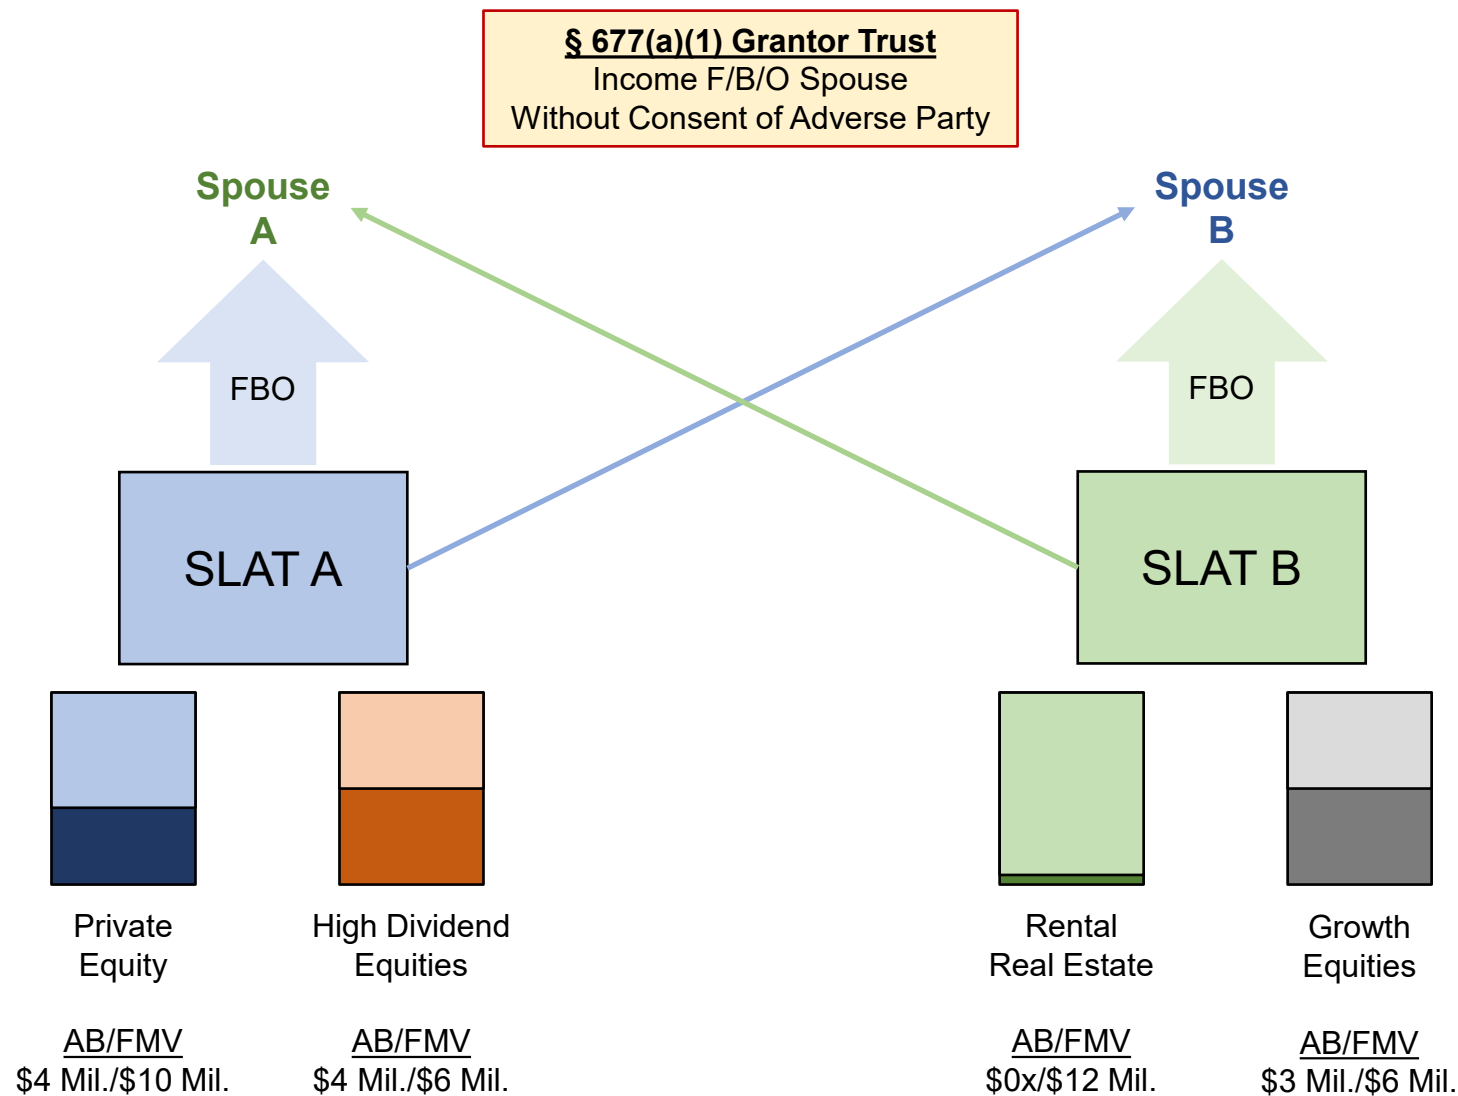 § 677(a)(1) Grantor Trust
Income F/B/O Spouse
Without Consent of Adverse Party
Spouse
A
Spouse
B
FBO
FBO
SLAT A
SLAT B
Private
Equity
AB/FMV
$4 Mil./$10 Mil.
High Dividend
Equities
AB/FMV
$4 Mil./$6 Mil.
Rental
Real Estate
AB/FMV
$0x/$12 Mil.
Growth
Equities
AB/FMV
$3 Mil./$6 Mil.